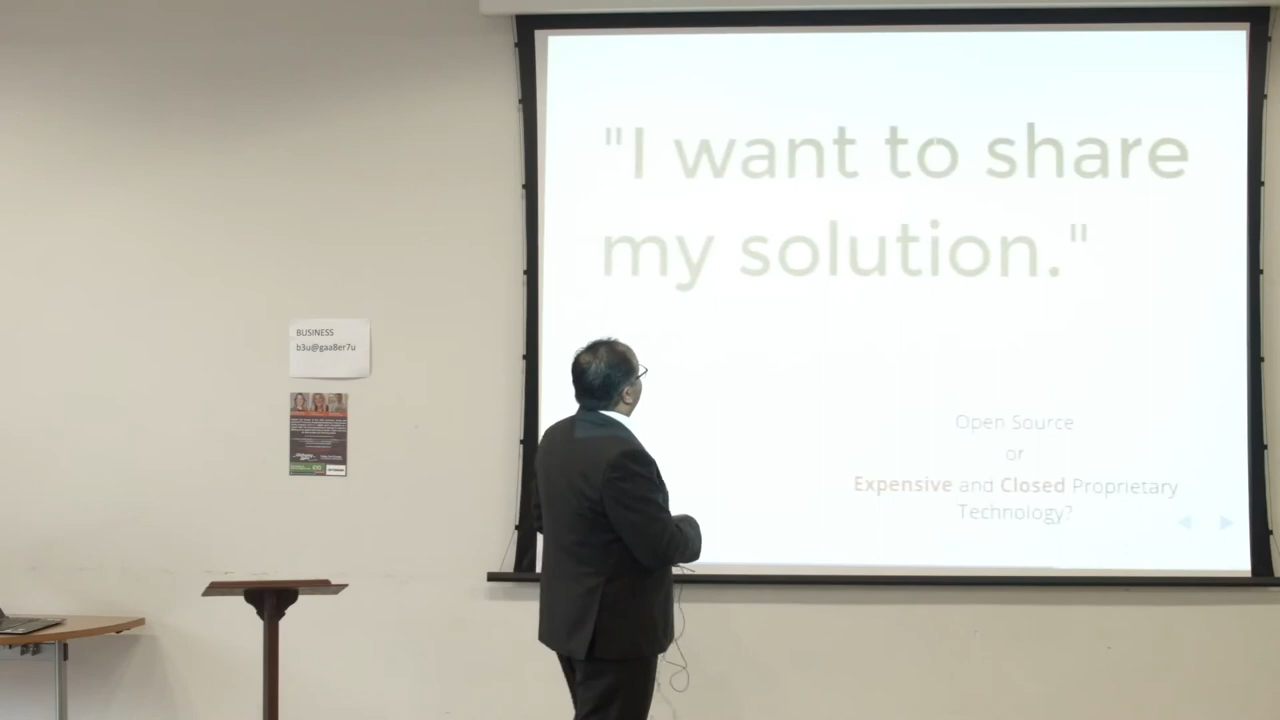 "I want to share
my solution."
Open Source
or
Expensive and Closed Proprietary
Technology?
BUSINESS
b3u@gaa8er7u